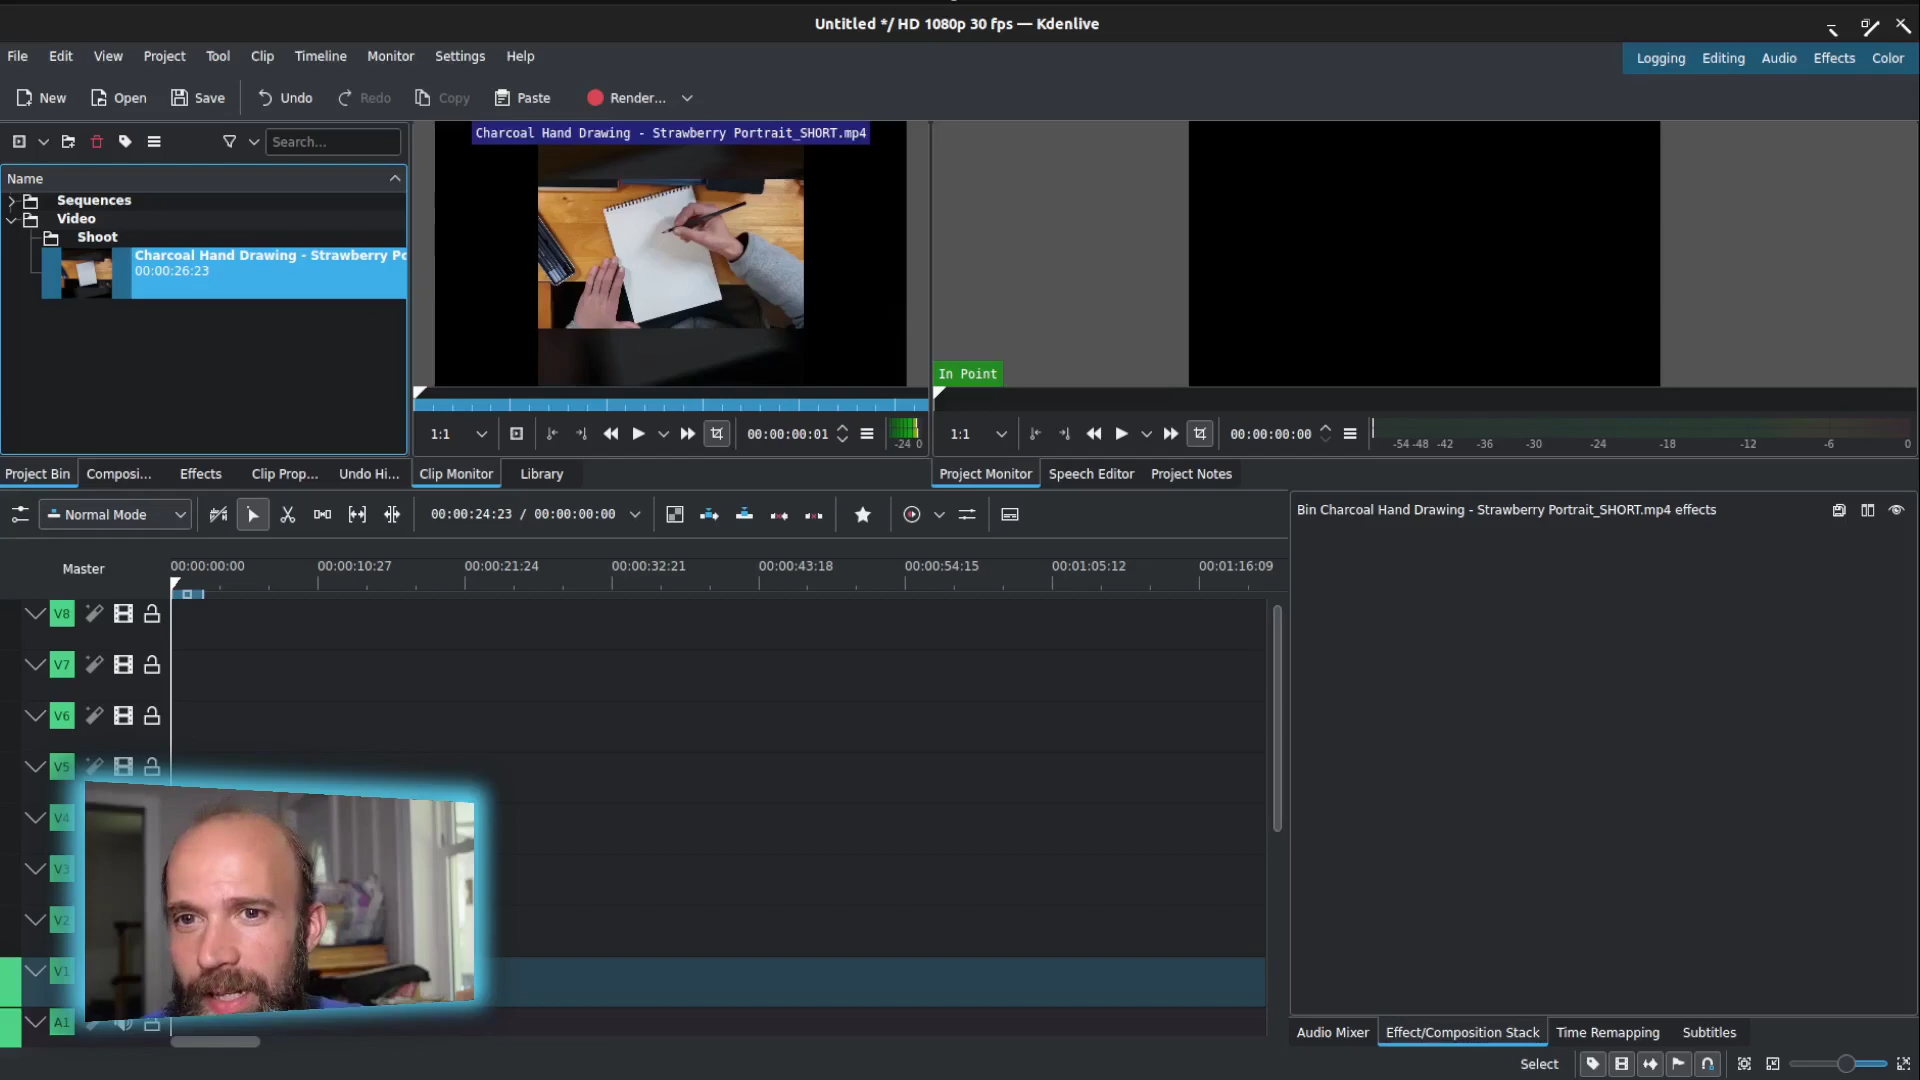 Untitled */ HD 1080p 30 fps — Kdenlive
File Edit View Project Tool Clip Timeline Monitor Settings Help
Logging Editing Audio Effects Color
New Open Save Undo Redo Copy Paste Render...
Search...
Charcoal Hand Drawing - Strawberry Portrait_SHORT.mp4
Name
Sequences
Video
Shoot
Charcoal Hand Drawing - Strawberry Po
00:00:26:23
In Point
1:1 00:00:00:01 -24 0
1:1 00:00:00:00 -54 -48 -42 -36 -30 -24 -18 -12 -6 0
Project Bin Composi... Effects Clip Prop... Undo Hi... Clip Monitor Library
Project Monitor Speech Editor Project Notes
Normal Mode 00:00:24:23 / 00:00:00:00
Bin Charcoal Hand Drawing - Strawberry Portrait_SHORT.mp4 effects
Master 00:00:00:00 00:00:10:27 00:00:21:24 00:00:32:21 00:00:43:18 00:00:54:15 00:01:05:12 00:01:16:09
V8
V7
V6
V5
V4
V3
V2
V1
A1
Audio Mixer Effect/Composition Stack Time Remapping Subtitles
Select